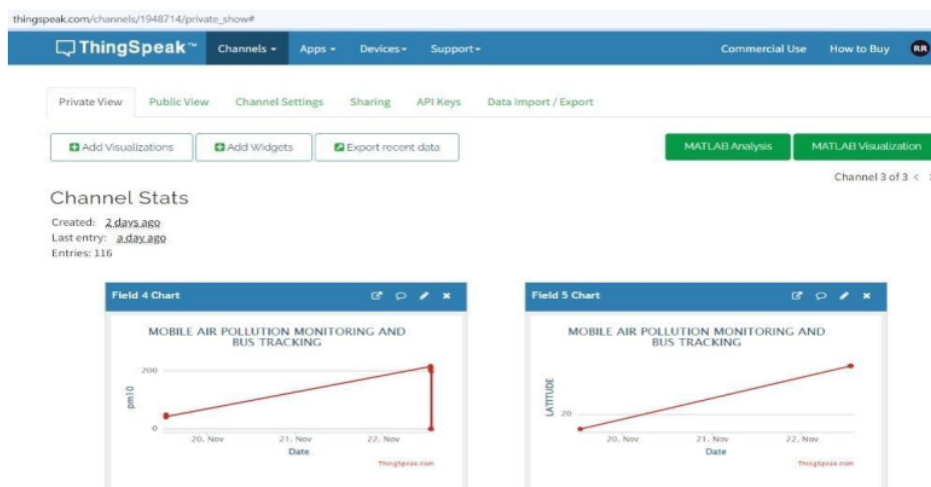 thingspeak.com/channels/1948714/private_show#
ThingSpeak™ Channels Apps Devices Support Commercial Use How to Buy RR
Private View Public View Channel Settings Sharing API Keys Data Import / Export
Add Visualizations Add Widgets Export recent data MATLAB Analysis MATLAB Visualization
Channel 3 of 3 <
Channel Stats
Created: 2 days ago
Last entry: a day ago
Entries: 116
Field 4 Chart
MOBILE AIR POLLUTION MONITORING AND
BUS TRACKING
200
pm10
0
20. Nov 21. Nov 22. Nov
Date
ThingSpeak.com
Field 5 Chart
MOBILE AIR POLLUTION MONITORING AND
BUS TRACKING
LATITUDE
20
20. Nov 21. Nov 22. Nov
Date
ThingSpeak.com